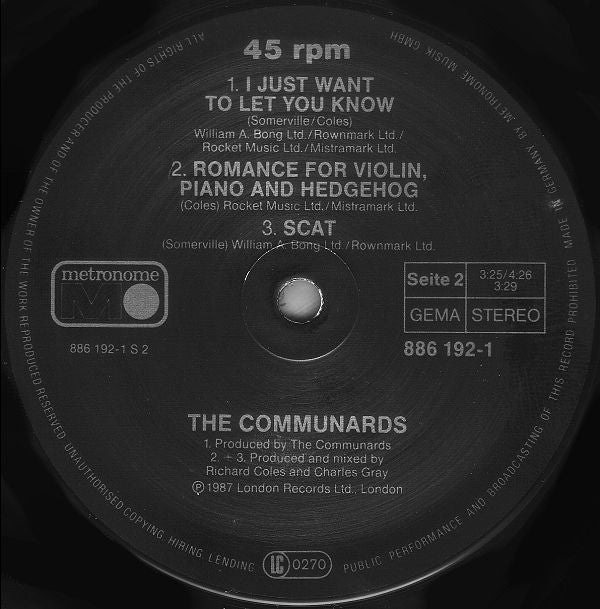 45 rpm
1. I JUST WANT
TO LET YOU KNOW
(Somerville/Coles)
William A. Bong Ltd./Rownmark Ltd./
Rocket Music Ltd./Mistramark Ltd.
2. ROMANCE FOR VIOLIN,
PIANO AND HEDGEHOG
(Coles) Rocket Music Ltd./Mistramark Ltd.
3. SCAT
(Somerville) William A. Bong Ltd./Rownmark Ltd.
metronome
M
886 192-1 S 2
Seite 2
3:25/4:26
3:29
GEMA
STEREO
886 192-1
THE COMMUNARDS
1. Produced by The Communards
2. + 3. Produced and mixed by
Richard Coles and Charles Gray
Ⓟ 1987 London Records Ltd., London
ALL RIGHTS OF THE PRODUCER AND OF THE OWNER OF THE WORK REPRODUCED RESERVED UNAUTHORISED COPYING HIRING LENDING LC 0270 PUBLIC PERFORMANCE AND BROADCASTING OF THIS RECORD PROHIBITED MADE IN GERMANY BY METRONOME MUSIK GMBH